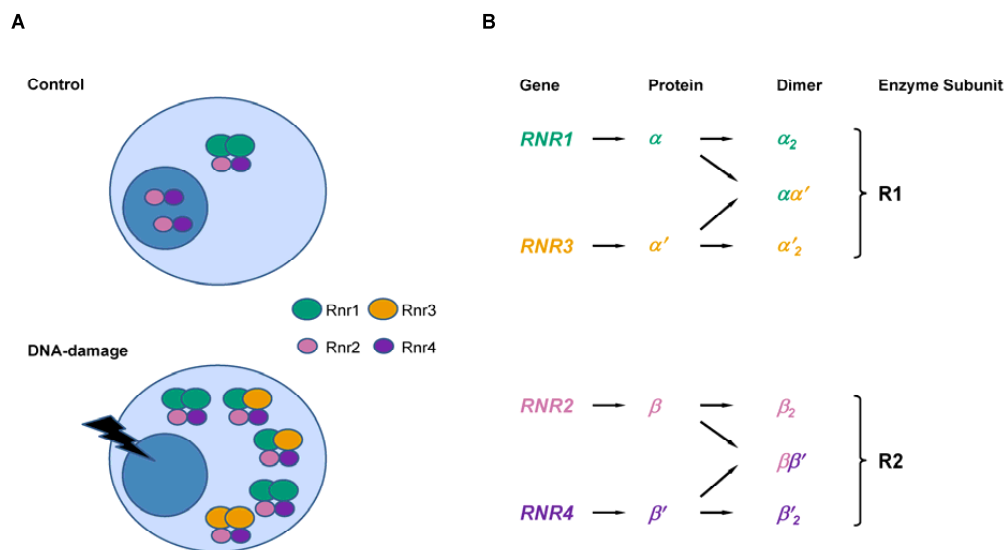 A
Control
Rnr1
Rnr3
Rnr2
Rnr4
DNA-damage
B
Gene Protein Dimer Enzyme Subunit
RNR1 α α₂
αα′
RNR3 α′ α′₂
R1
RNR2 β β₂
ββ′
RNR4 β′ β′₂
R2